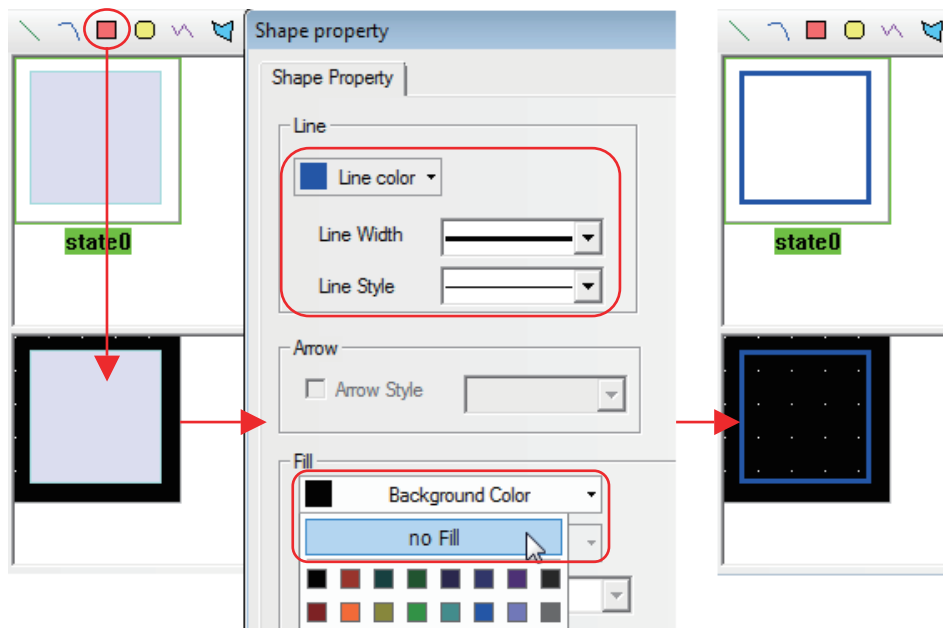 Shape property
Shape Property
Line
Line color
Line Width
Line Style
Arrow
Arrow Style
Fill
Background Color
no Fill
state0
state0